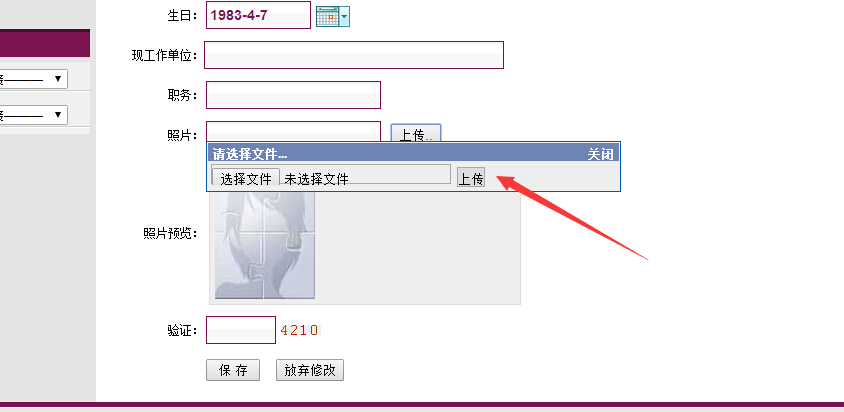 生日： 1983-4-7
现工作单位：
职务：
照片： 上传..
请选择文件... 关闭
选择文件 未选择文件 上传
照片预览：
验证： 4210
保 存 放弃修改